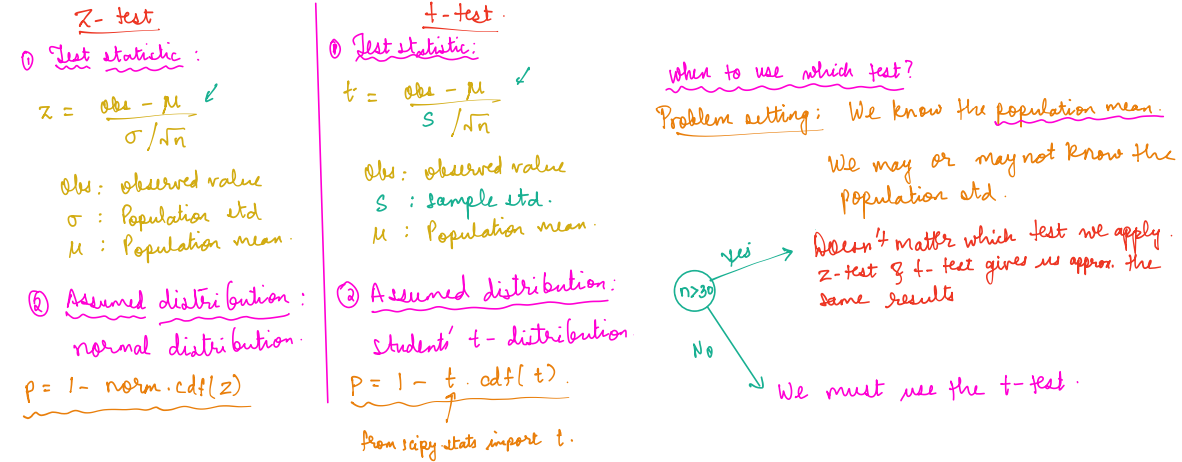 Z - test
① Test statistic :
z = obs - μ / σ/√n
Obs : observed value
σ : Population std
μ : Population mean.
② Assumed distribution :
normal distribution.
P = 1 - norm.cdf(z)
t - test.
① Test statistic :
t = obs - μ / S/√n
Obs : observed value
S : sample std.
μ : Population mean.
② Assumed distribution :
Students' t - distribution
P = 1 - t.cdf(t).
from scipy.stats import t.
When to use which test?
Problem setting : We know the population mean.
We may or may not know the
population std.
n>30
Yes
Doesn't matter which test we apply.
z-test & t-test gives us approx. the
same results
No
We must use the t-test.